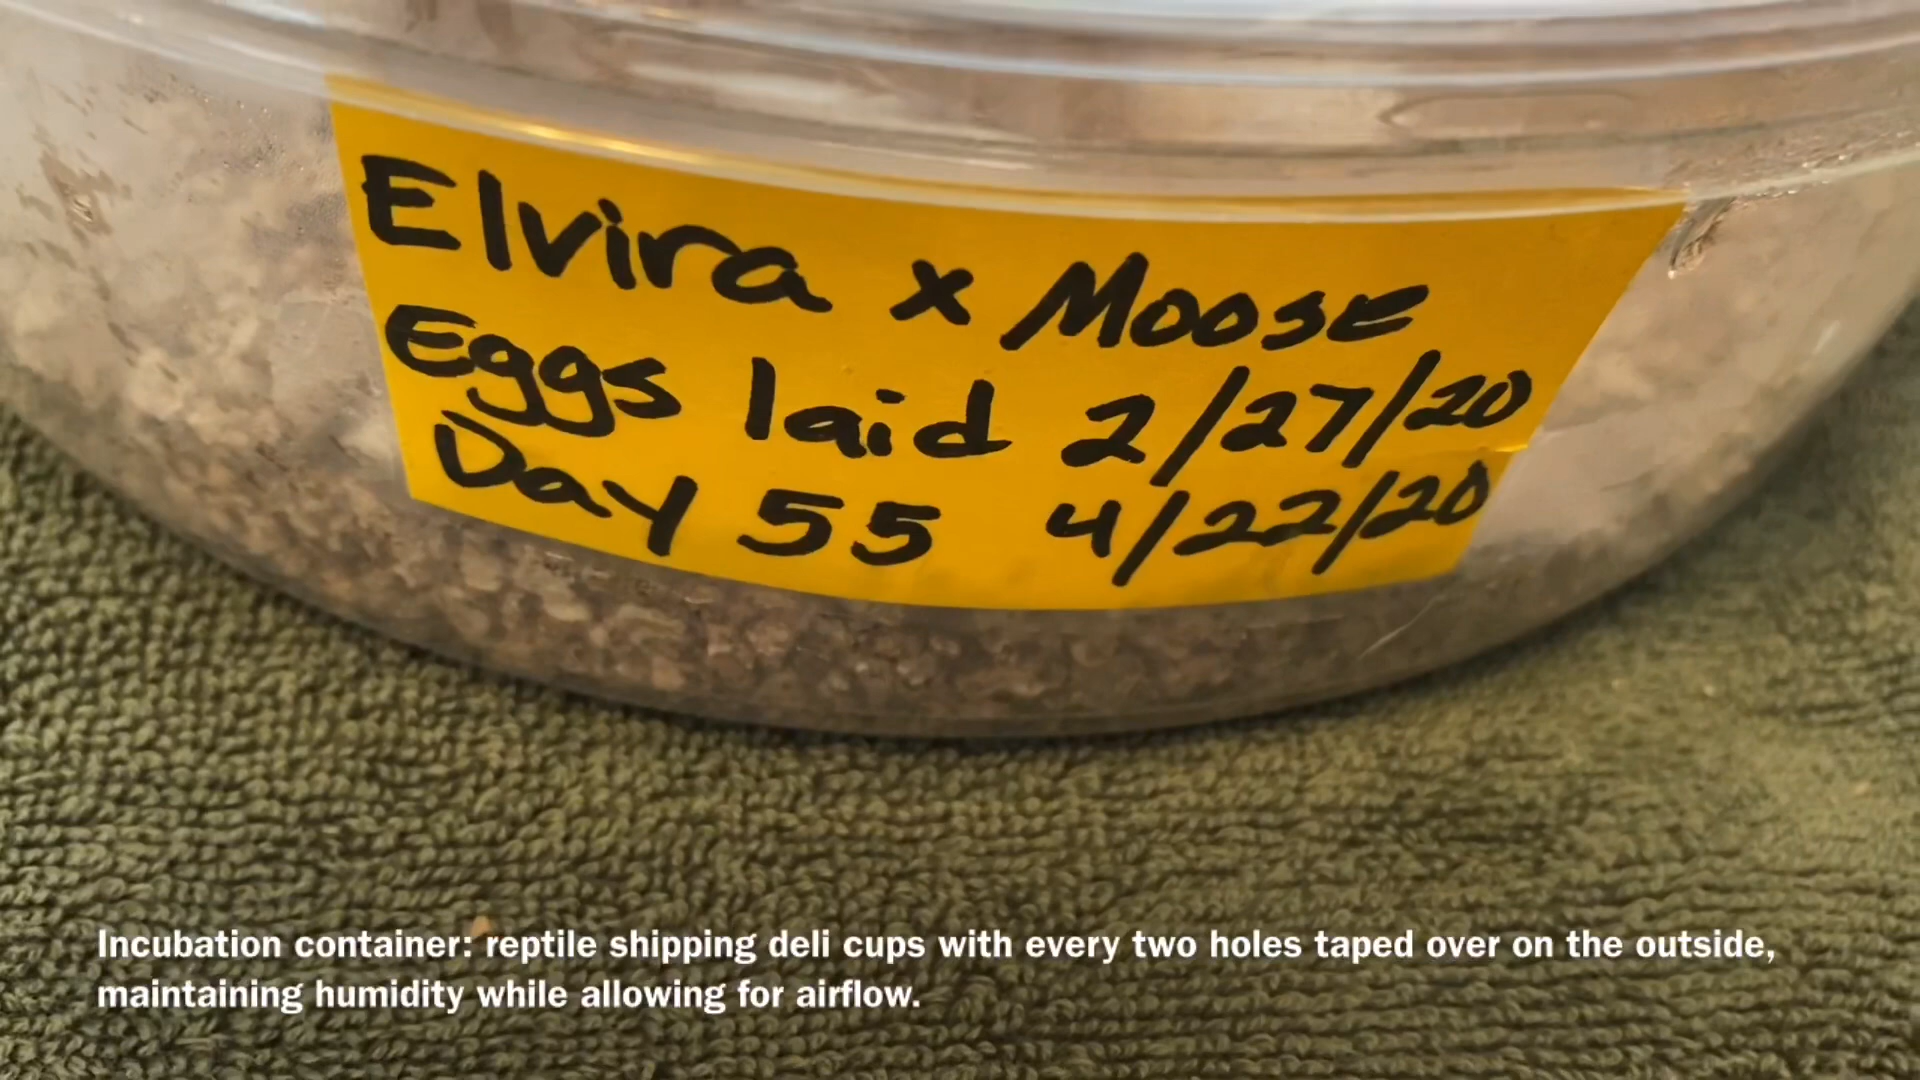 Elvira x Moose
Eggs laid 2/27/20
Day 55 4/22/20
Incubation container: reptile shipping deli cups with every two holes taped over on the outside,
maintaining humidity while allowing for airflow.